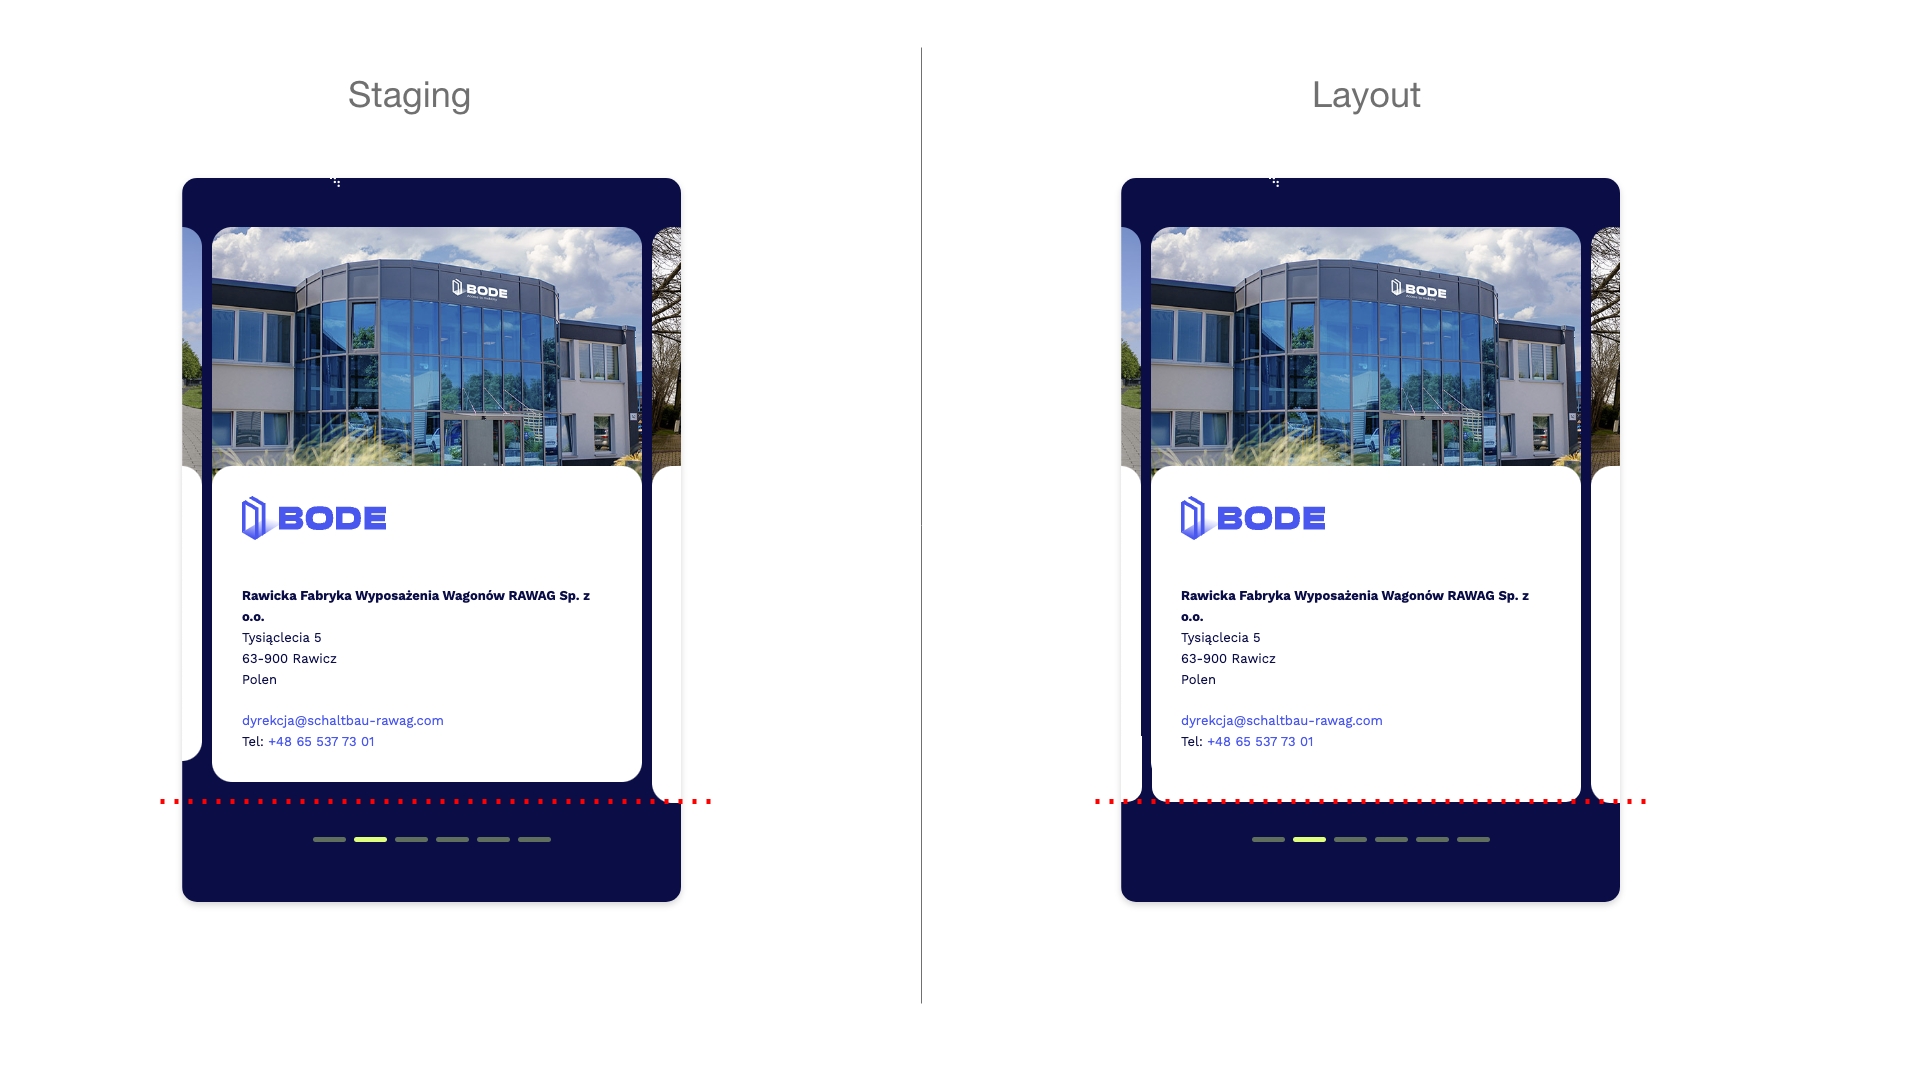 Staging
Layout
BODE
BODE
Rawicka Fabryka Wyposażenia Wagonów RAWAG Sp. z
o.o.
Tysiąclecia 5
63-900 Rawicz
Polen
dyrekcja@schaltbau-rawag.com
Tel: +48 65 537 73 01
BODE
BODE
Rawicka Fabryka Wyposażenia Wagonów RAWAG Sp. z
o.o.
Tysiąclecia 5
63-900 Rawicz
Polen
dyrekcja@schaltbau-rawag.com
Tel: +48 65 537 73 01